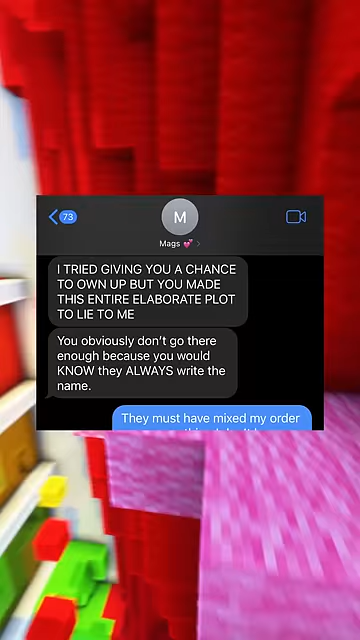 73
M
Mags 💕
I TRIED GIVING YOU A CHANCE
TO OWN UP BUT YOU MADE
THIS ENTIRE ELABORATE PLOT
TO LIE TO ME
You obviously don't go there
enough because you would
KNOW they ALWAYS write the
name.
They must have mixed my order